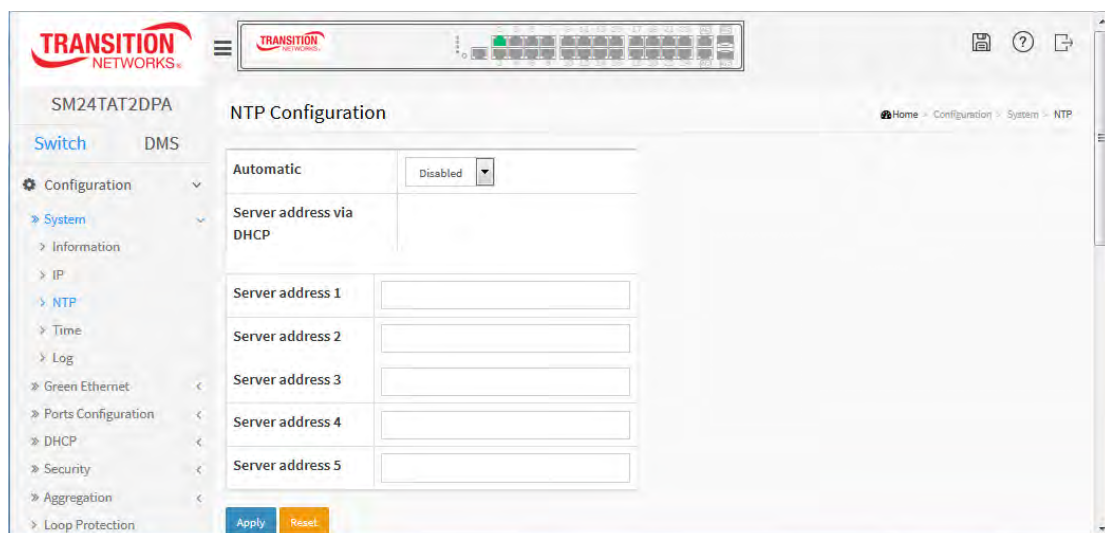 TRANSITION
NETWORKS®
TRANSITION
NETWORKS.
SM24TAT2DPA
Switch DMS
Configuration
System
Information
IP
NTP
Time
Log
Green Ethernet
Ports Configuration
DHCP
Security
Aggregation
Loop Protection
NTP Configuration
Home > Configuration > System > NTP
Automatic Disabled
Server address via
DHCP
Server address 1
Server address 2
Server address 3
Server address 4
Server address 5
Apply Reset